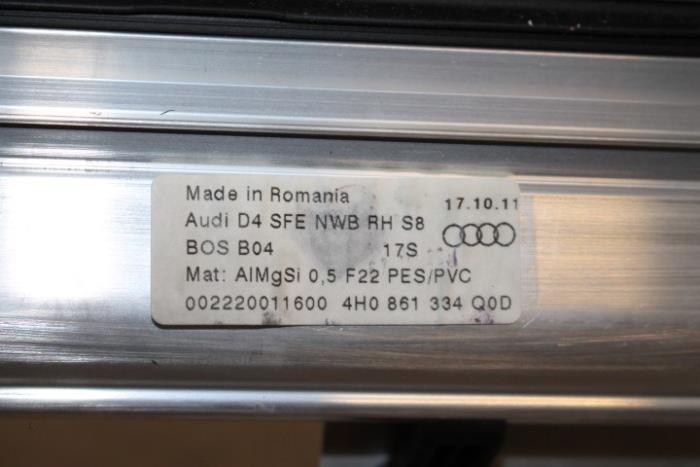 Made in Romania 17.10.11
Audi D4 SFE NWB RH S8
BOS B04 17S
Mat: AlMgSi 0,5 F22 PES/PVC
002220011600 4H0 861 334 Q0D